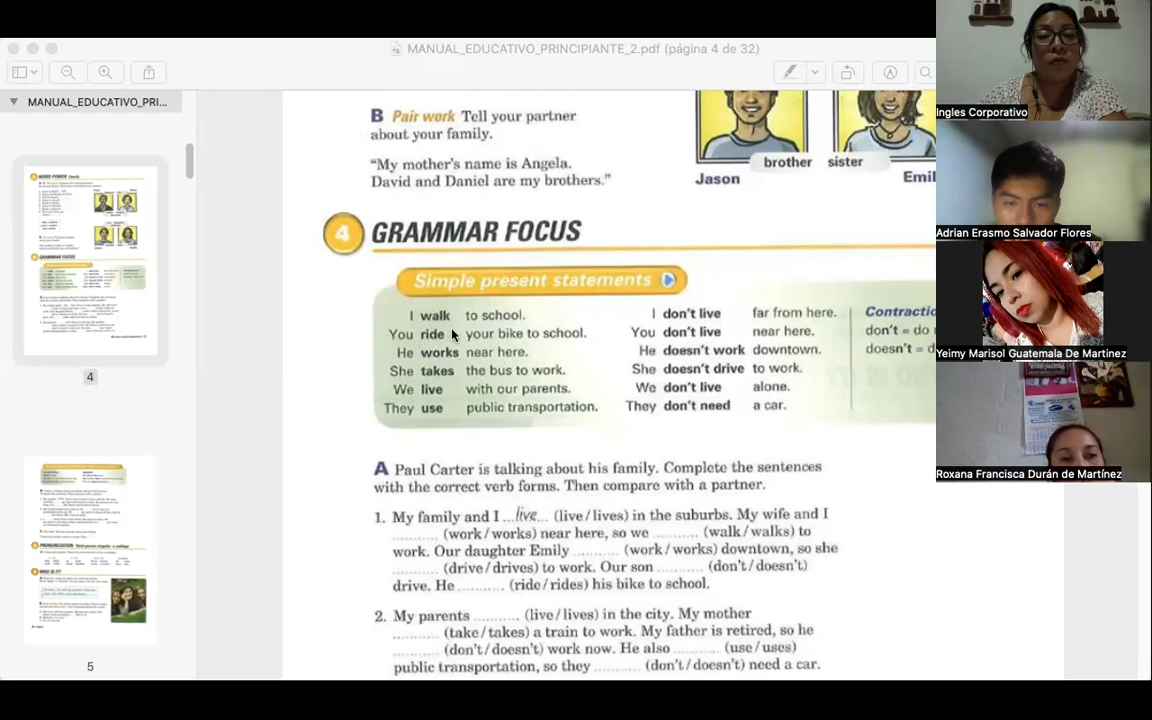 MANUAL_EDUCATIVO_PRINCIPIANTE_2.pdf (página 4 de 32)
MANUAL_EDUCATIVO_PRI...
4
5
B Pair work Tell your partner
about your family.
"My mother's name is Angela.
David and Daniel are my brothers."
brother sister
Jason Emil
4 GRAMMAR FOCUS
Simple present statements
I walk to school.
You ride your bike to school.
He works near here.
She takes the bus to work.
We live with our parents.
They use public transportation.
I don't live far from here.
You don't live near here.
He doesn't work downtown.
She doesn't drive to work.
We don't live alone.
They don't need a car.
Contractio
don't = do
doesn't = d
A Paul Carter is talking about his family. Complete the sentences
with the correct verb forms. Then compare with a partner.
1. My family and I ...live... (live/lives) in the suburbs. My wife and I
.......... (work/works) near here, so we .......... (walk/walks) to
work. Our daughter Emily .......... (work/works) downtown, so she
.......... (drive/drives) to work. Our son .......... (don't/doesn't)
drive. He .......... (ride/rides) his bike to school.
2. My parents .......... (live/lives) in the city. My mother
.......... (take/takes) a train to work. My father is retired, so he
.......... (don't/doesn't) work now. He also .......... (use/uses)
public transportation, so they .......... (don't/doesn't) need a car.
Ingles Corporativo
Adrian Erasmo Salvador Flores
Yeimy Marisol Guatemala De Martinez
Roxana Francisca Durán de Martínez